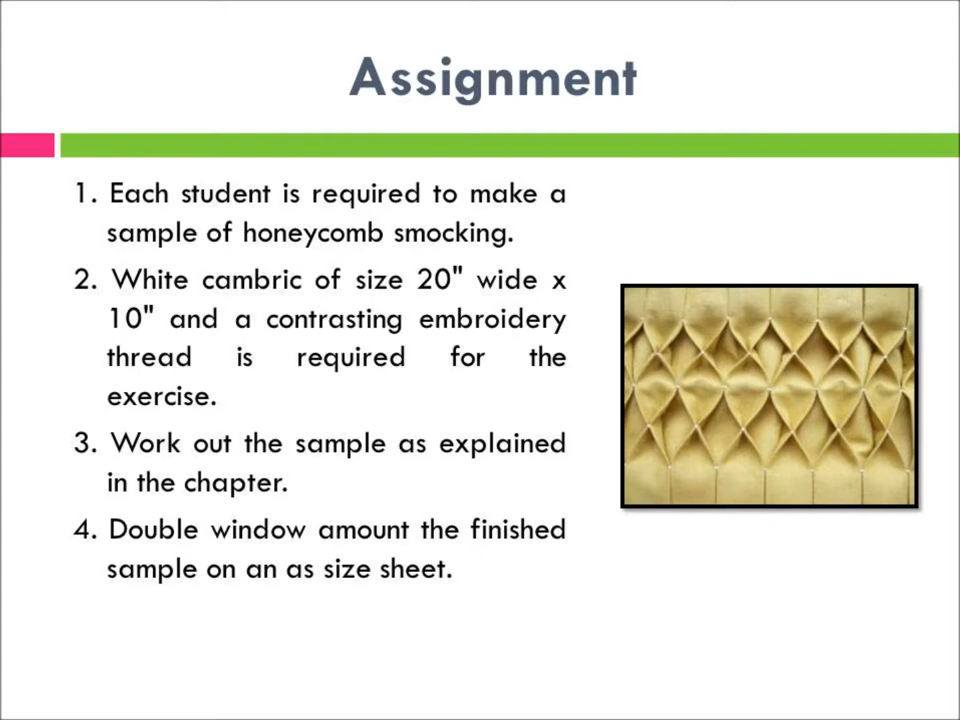 Assignment
1. Each student is required to make a
sample of honeycomb smocking.
2. White cambric of size 20" wide x
10" and a contrasting embroidery
thread is required for the
exercise.
3. Work out the sample as explained
in the chapter.
4. Double window amount the finished
sample on an as size sheet.